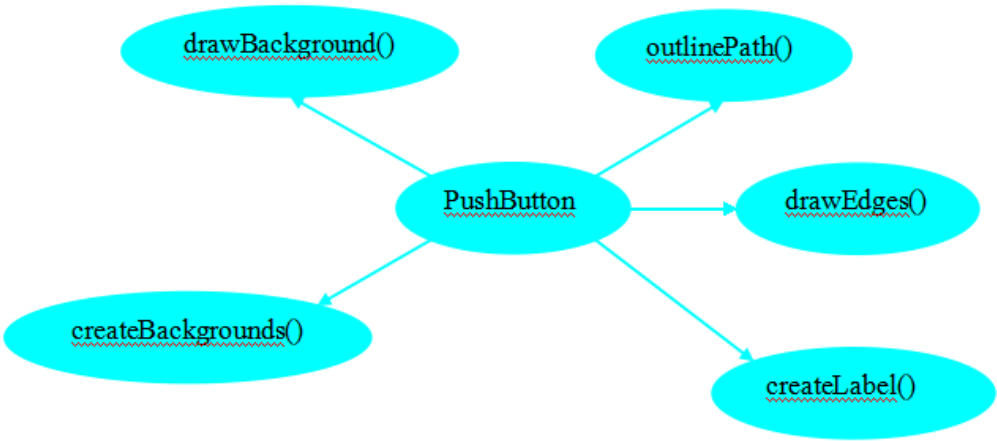 drawBackground()
outlinePath()
PushButton
drawEdges()
createBackgrounds()
createLabel()